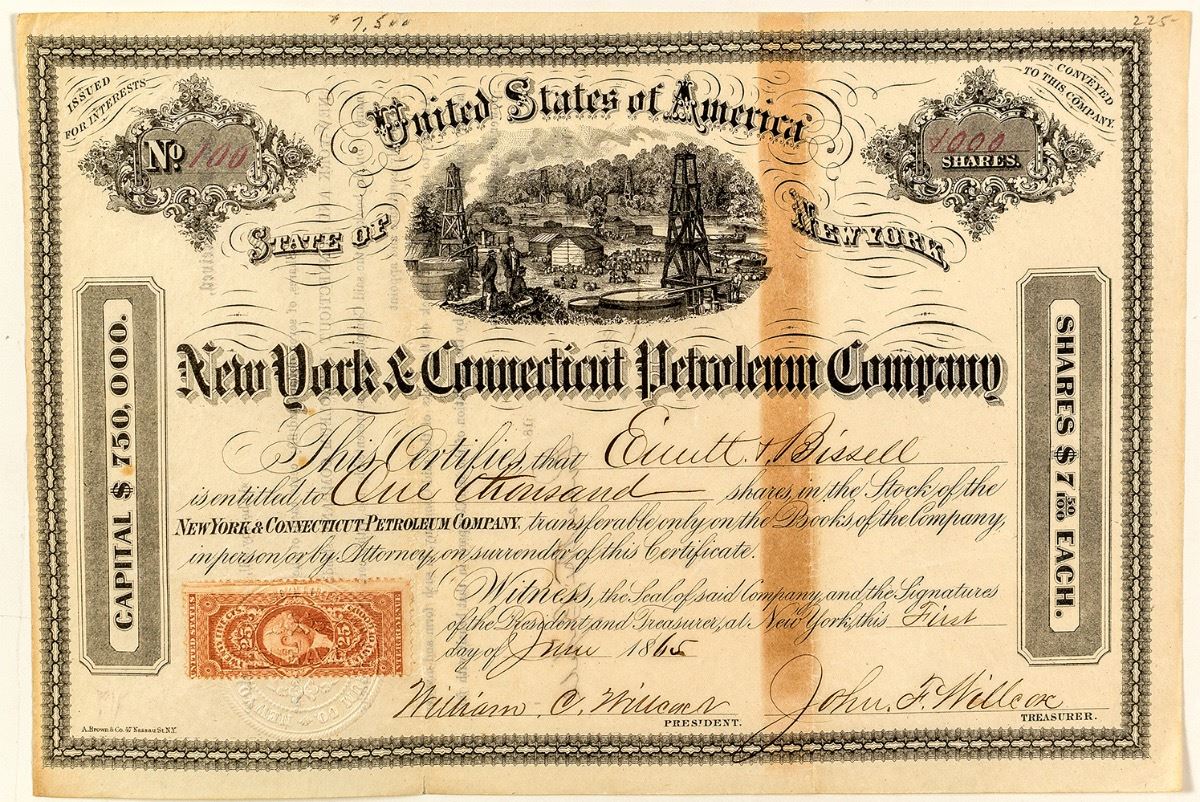 $ 7,500
225-
ISSUED
FOR INTERESTS
CONVEYED
TO THIS COMPANY.
United States of America
No 100
1000
SHARES.
STATE OF
NEW YORK,
New York & Connecticut Petroleum Company
CAPITAL $ 750,000.
SHARES $ 7 50/100 EACH.
This Certifies, that & Bissell
is entitled to One thousand shares, in the Stock of the
NEW YORK & CONNECTICUT PETROLEUM COMPANY, transferable only on the Books of the Company,
in person or by Attorney, on surrender of this Certificate.
Witness, the Seal of said Company, and the Signatures
of the President, and Treasurer, at New York, this First
day of June 1865
UNITED STATES
25 25
William C. Willcox
PRESIDENT.
John F. Willcox
TREASURER.
A. Brown & Co. 47 Nassau St. N.Y.